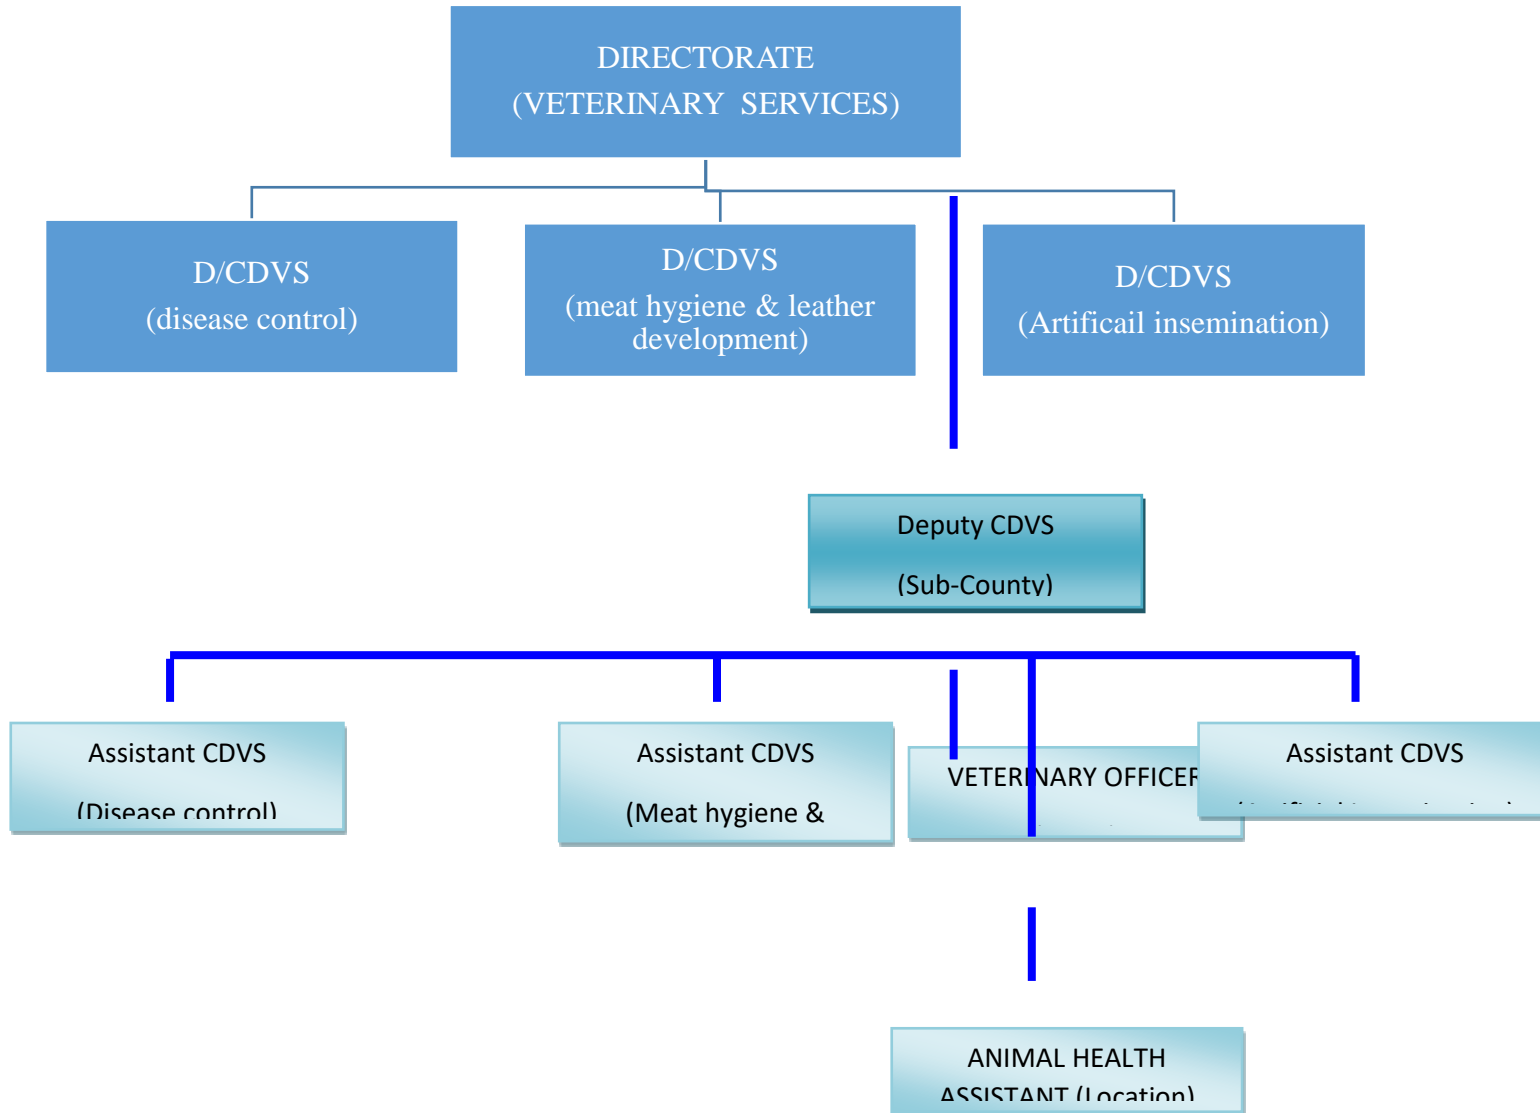 DIRECTORATE
(VETERINARY SERVICES)
D/CDVS
(disease control)
D/CDVS
(meat hygiene & leather
development)
D/CDVS
(Artificail insemination)
Deputy CDVS
(Sub-County)
Assistant CDVS
(Disease control)
Assistant CDVS
(Meat hygiene &
VETERINARY OFFICER
Assistant CDVS
ANIMAL HEALTH
ASSISTANT (Location)